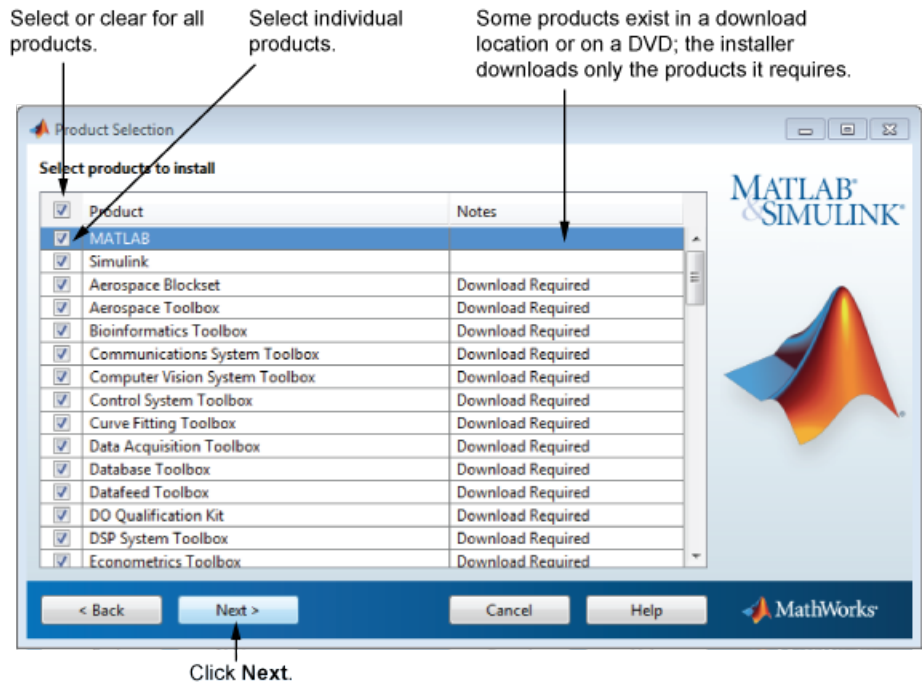 Select or clear for all
products.
Select individual
products.
Some products exist in a download
location or on a DVD; the installer
downloads only the products it requires.
Product Selection
Select products to install
Product Notes
MATLAB
Simulink
Aerospace Blockset Download Required
Aerospace Toolbox Download Required
Bioinformatics Toolbox Download Required
Communications System Toolbox Download Required
Computer Vision System Toolbox Download Required
Control System Toolbox Download Required
Curve Fitting Toolbox Download Required
Data Acquisition Toolbox Download Required
Database Toolbox Download Required
Datafeed Toolbox Download Required
DO Qualification Kit Download Required
DSP System Toolbox Download Required
Econometrics Toolbox Download Required
MATLAB®
&SIMULINK®
< Back Next > Cancel Help MathWorks®
Click Next.